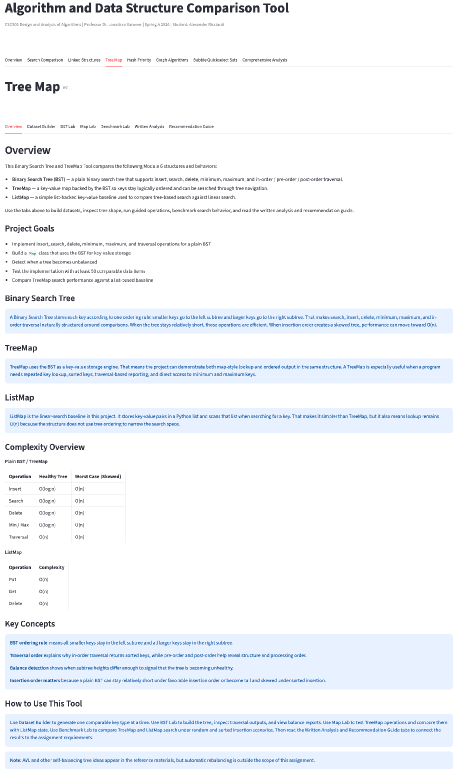 Algorithm and Data Structure Comparison Tool
Overview Search Comparison Linked Structures TreeMap Hash Priority Graph Algorithms Bubble Quickselect Sets Comprehensive Analysis
Tree Map
Overview Dataset Builder BST Lab Map Lab Benchmark Lab Written Analysis Recommendation Guide
Overview
This Binary Search Tree and TreeMap Tool compares the following Module 6 structures and behaviors:
• Binary Search Tree (BST) — a plain binary search tree that supports insert, search, delete, minimum, maximum, and in-order / pre-order / post-order traversal.
• TreeMap — a key-value map backed by the BST so keys stay logically ordered and can be searched through tree navigation.
• ListMap — a simple list-backed key-value baseline used to compare tree-based search against linear search.
Use the tabs above to build datasets, inspect tree shape, run guided operations, benchmark search behavior, and read the written analysis and recommendation guide.
Project Goals
• Implement insert, search, delete, minimum, maximum, and traversal operations for a plain BST
• Build a Map class that uses the BST for key-value storage
• Detect when a tree becomes unbalanced
• Test the implementation with at least 50 comparable data items
• Compare TreeMap search performance against a list-based baseline
Binary Search Tree
A Binary Search Tree stores each key according to one ordering rule: smaller keys go to the left subtree and larger keys go to the right subtree. That makes search, insert, delete, minimum, maximum, and in-
order traversal naturally structured around comparisons. When the tree stays relatively short, those operations are efficient. When insertion order creates a skewed tree, performance can move toward O(n).
TreeMap
TreeMap uses the BST as a key-value storage engine. That means the project can demonstrate both map-style lookup and ordered output in the same structure. A TreeMap is especially useful when a program
needs repeated key lookup, sorted keys, traversal-based reporting, and direct access to minimum and maximum keys.
ListMap
ListMap is the linear-search baseline in this project. It stores key-value pairs in a Python list and scans that list when searching for a key. That makes it simpler than TreeMap, but it also means lookup remains
O(n) because the structure does not use tree ordering to narrow the search space.
Complexity Overview
Plain BST / TreeMap
Operation Healthy Tree Worst Case (Skewed)
Insert O(log n) O(n)
Search O(log n) O(n)
Delete O(log n) O(n)
Min / Max O(log n) O(n)
Traversal O(n) O(n)
ListMap
Operation Complexity
Put O(n)
Get O(n)
Delete O(n)
Key Concepts
BST ordering rule means all smaller keys stay in the left subtree and all larger keys stay in the right subtree.
Traversal order explains why in-order traversal returns sorted keys, while pre-order and post-order help reveal structure and processing order.
Balance detection shows when subtree heights differ enough to signal that the tree is becoming unhealthy.
Insertion order matters because a plain BST can stay relatively short under favorable insertion order or become tall and skewed under sorted insertion.
How to Use This Tool
Use Dataset Builder to generate one comparable key type at a time. Use BST Lab to build the tree, inspect traversal outputs, and view balance reports. Use Map Lab to test TreeMap operations and compare them
with ListMap state. Use Benchmark Lab to compare TreeMap and ListMap search under random and sorted insertion scenarios. Then read the Written Analysis and Recommendation Guide tabs to connect the
results to the assignment requirements.
Note: AVL and other self-balancing tree ideas appear in the reference materials, but automatic rebalancing is outside the scope of this assignment.